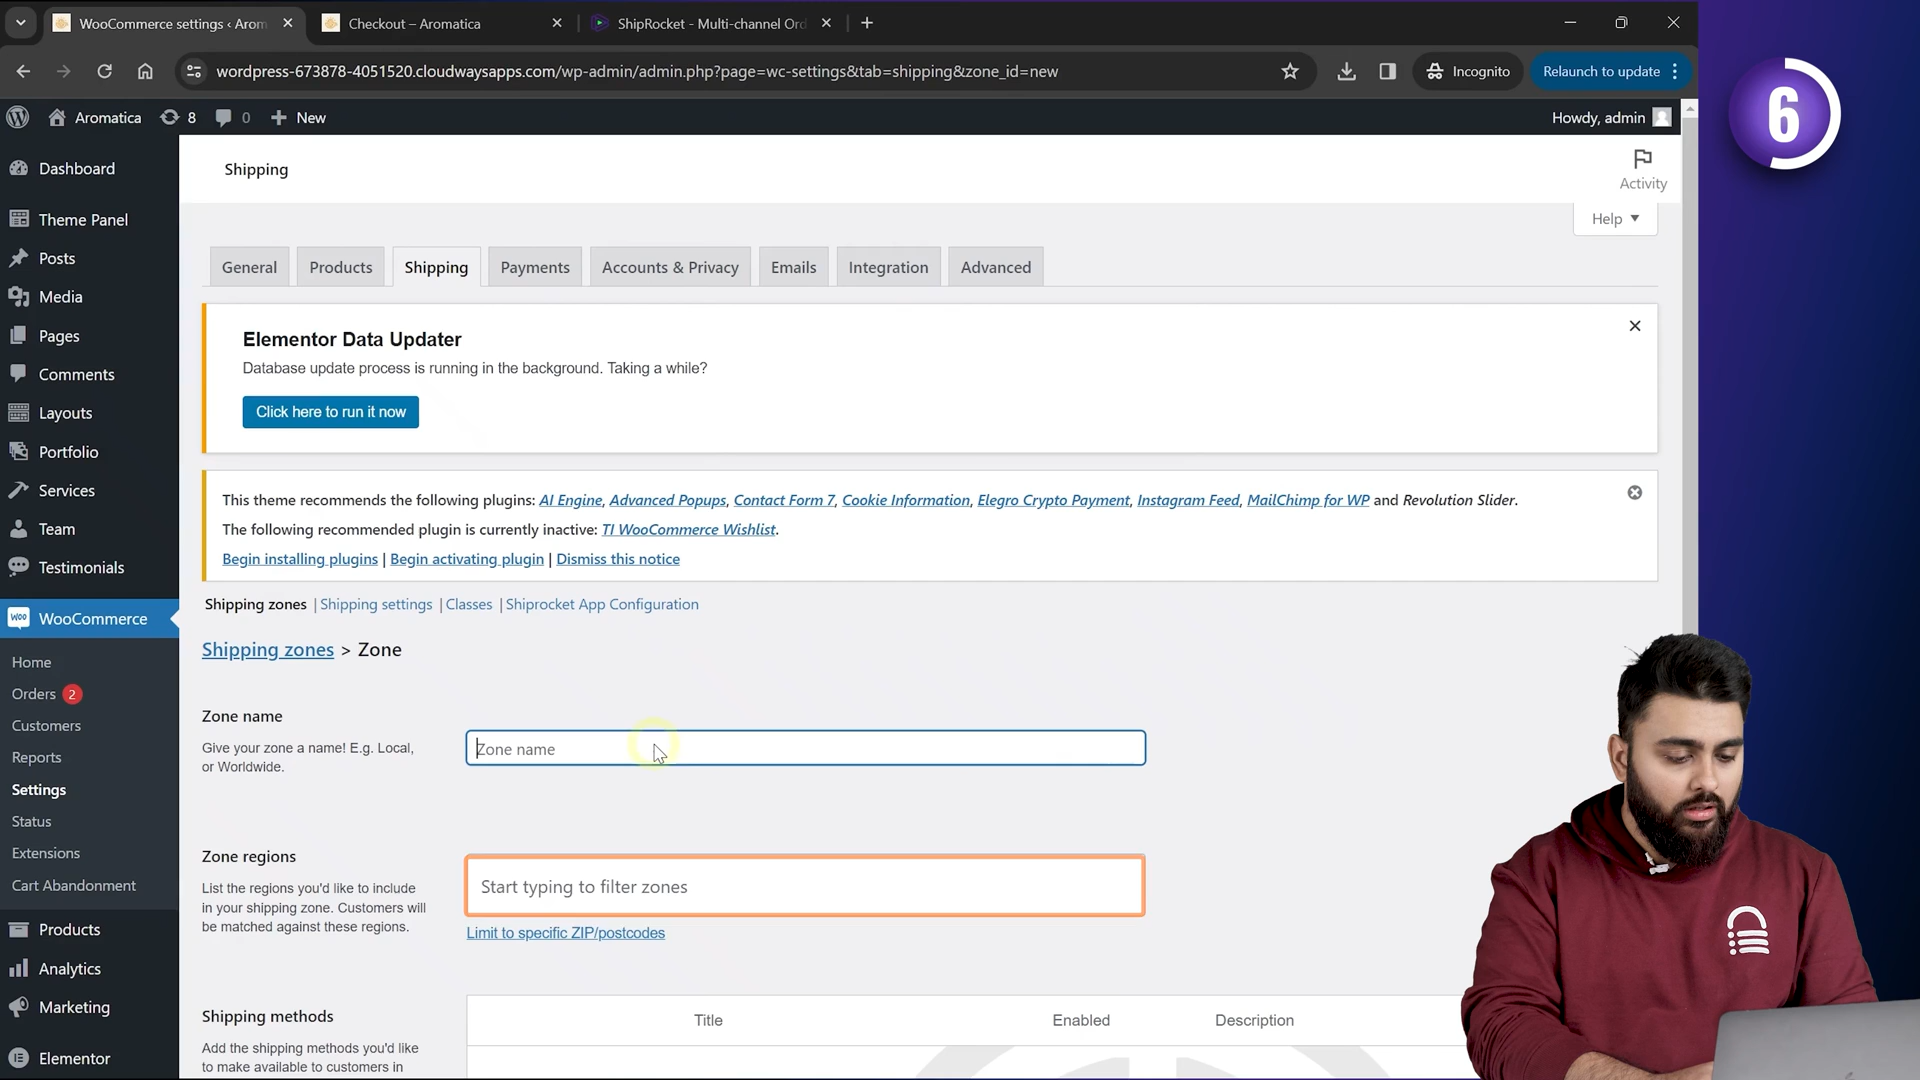 WooCommerce settings ‹ Arom
Checkout – Aromatica
ShipRocket - Multi-channel Ord
wordpress-673878-4051520.cloudwaysapps.com/wp-admin/admin.php?page=wc-settings&tab=shipping&zone_id=new
Incognito
Relaunch to update
6
Aromatica
8
0
New
Howdy, admin
Dashboard
Theme Panel
Posts
Media
Pages
Comments
Layouts
Portfolio
Services
Team
Testimonials
Woo WooCommerce
Home
Orders 2
Customers
Reports
Settings
Status
Extensions
Cart Abandonment
Products
Analytics
Marketing
Elementor
Shipping
Activity
Help
General
Products
Shipping
Payments
Accounts & Privacy
Emails
Integration
Advanced
Elementor Data Updater
Database update process is running in the background. Taking a while?
Click here to run it now
This theme recommends the following plugins: AI Engine, Advanced Popups, Contact Form 7, Cookie Information, Elegro Crypto Payment, Instagram Feed, MailChimp for WP and Revolution Slider.
The following recommended plugin is currently inactive: TI WooCommerce Wishlist.
Begin installing plugins | Begin activating plugin | Dismiss this notice
Shipping zones | Shipping settings | Classes | Shiprocket App Configuration
Shipping zones > Zone
Zone name
Give your zone a name! E.g. Local,
or Worldwide.
Zone name
Zone regions
List the regions you'd like to include
in your shipping zone. Customers will
be matched against these regions.
Start typing to filter zones
Limit to specific ZIP/postcodes
Shipping methods
Add the shipping methods you'd like
to make available to customers in
Title
Enabled
Description